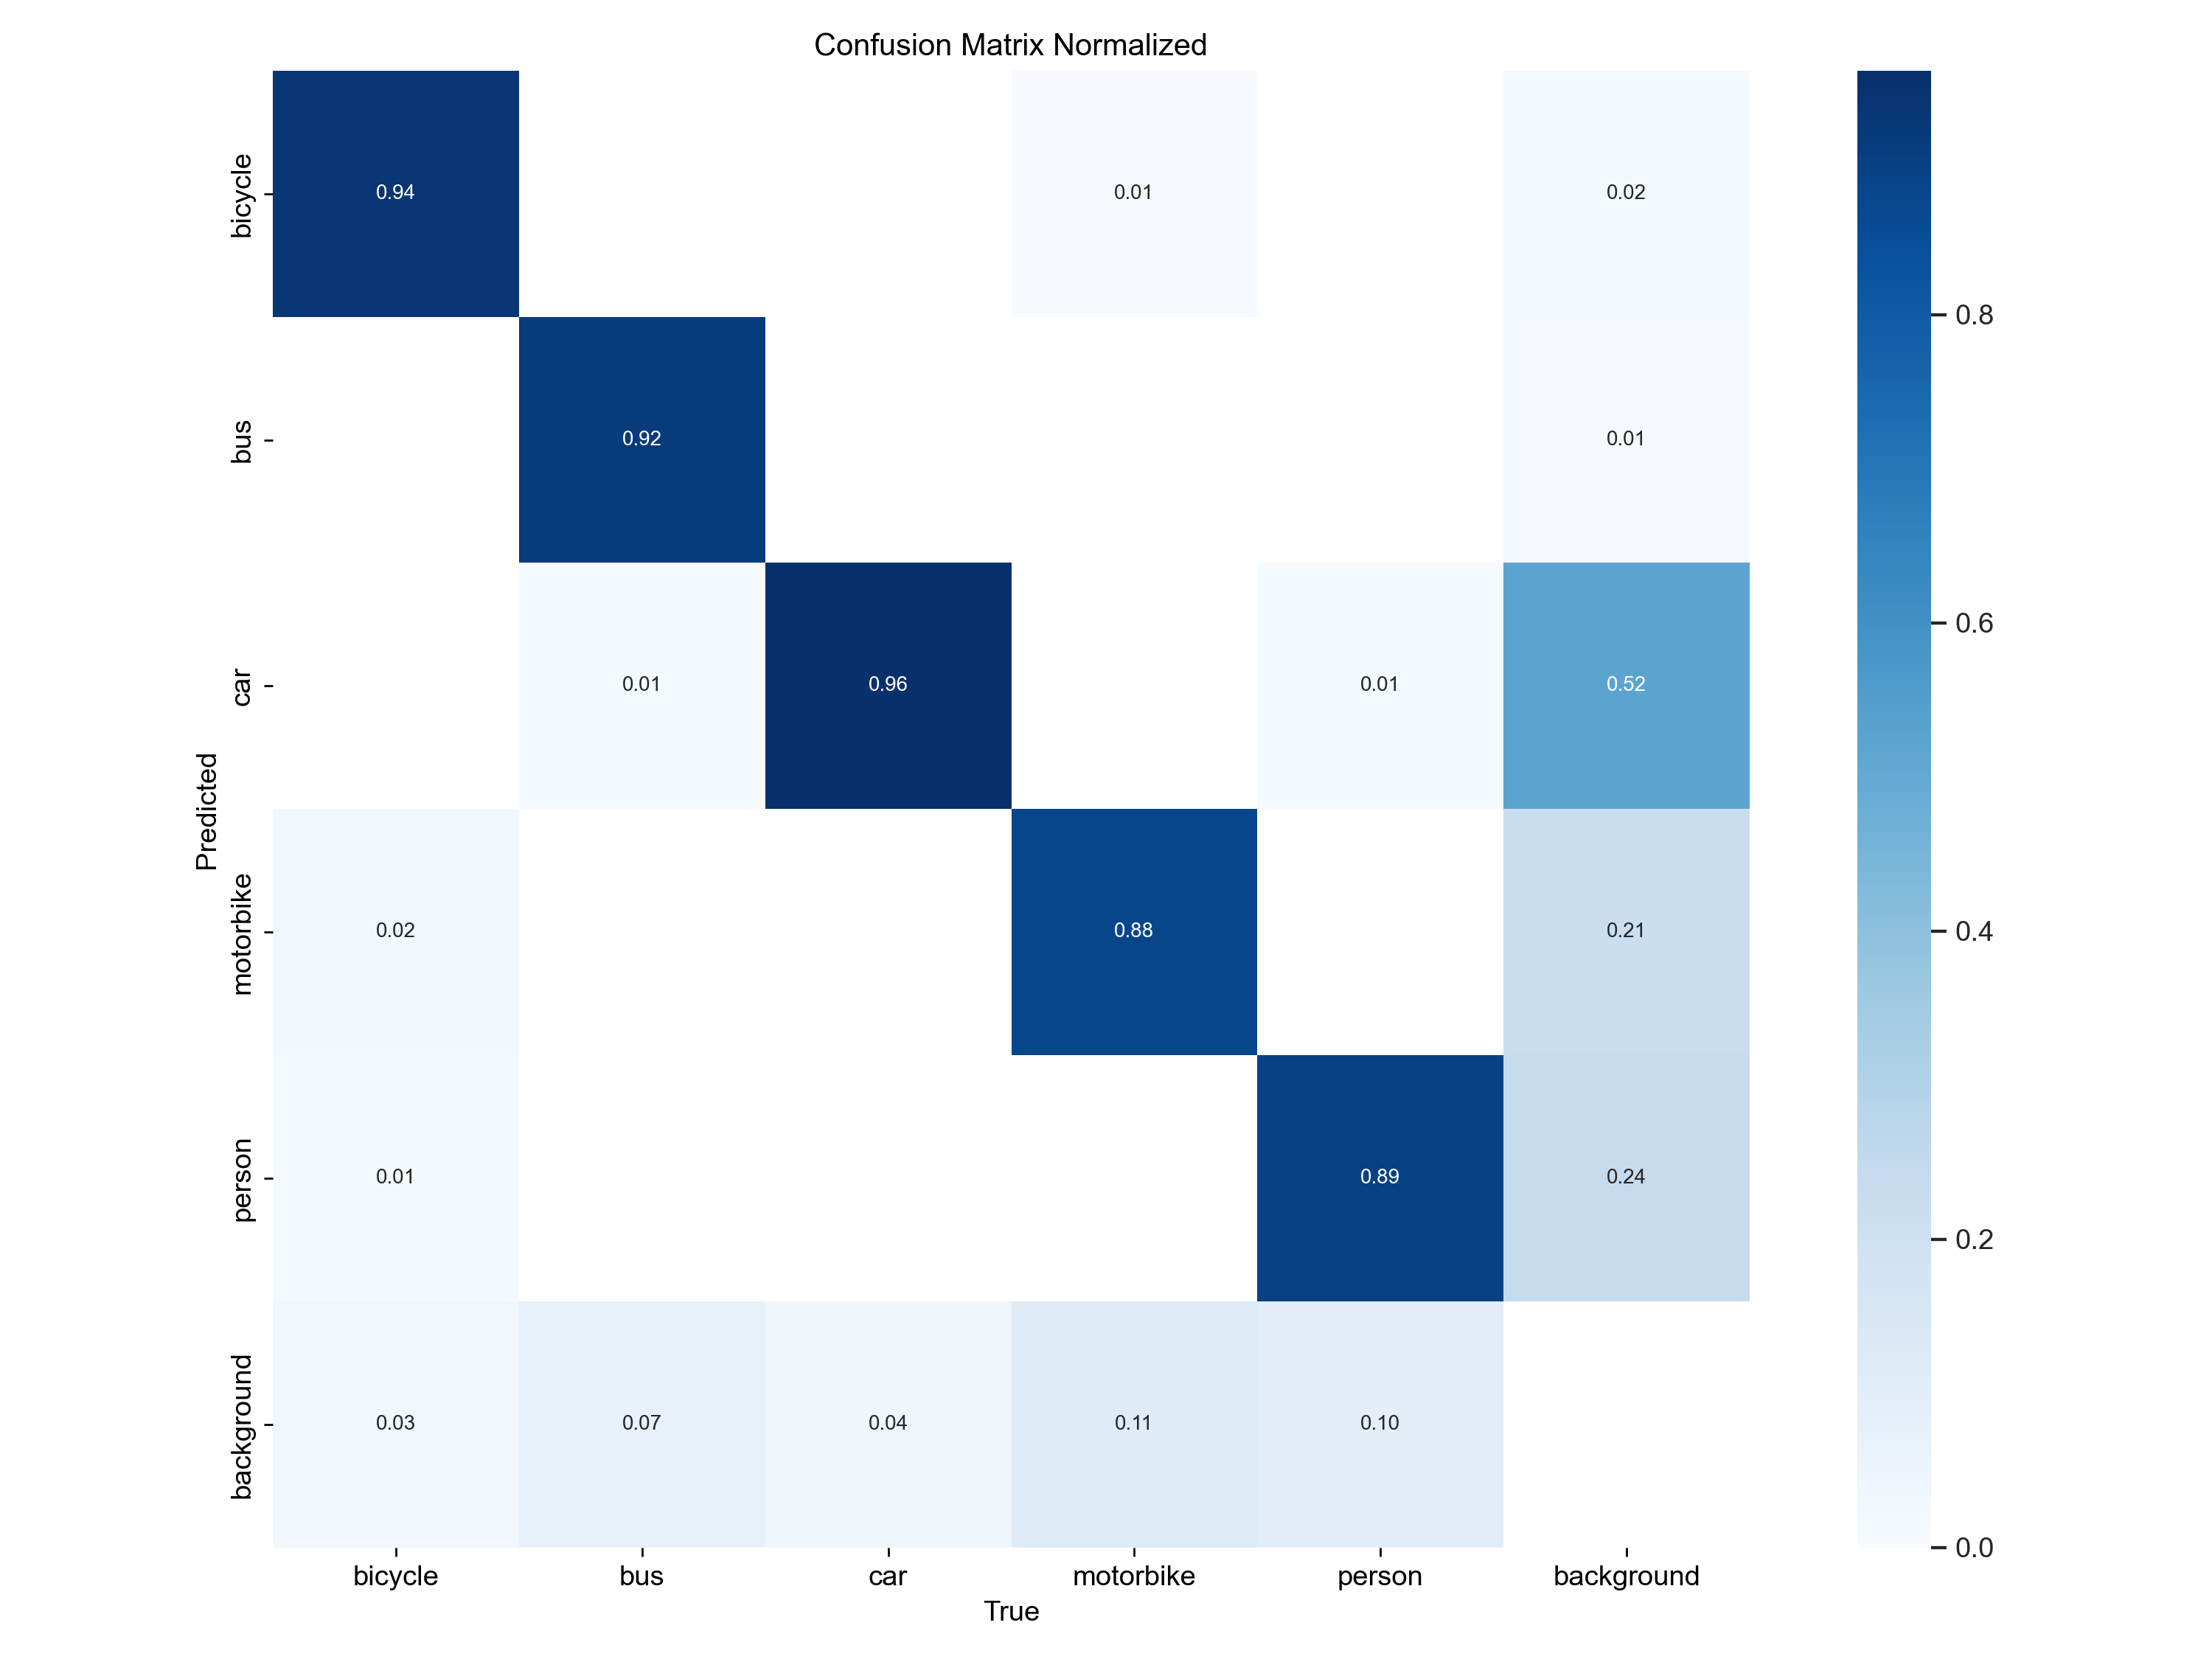 Confusion Matrix Normalized
bicycle
0.94
0.01
0.02
bus
0.92
0.01
car
0.01
0.96
0.01
0.52
motorbike
0.02
0.88
0.21
person
0.01
0.89
0.24
background
0.03
0.07
0.04
0.11
0.10
Predicted
bicycle
bus
car
motorbike
person
background
True
0.8
0.6
0.4
0.2
0.0